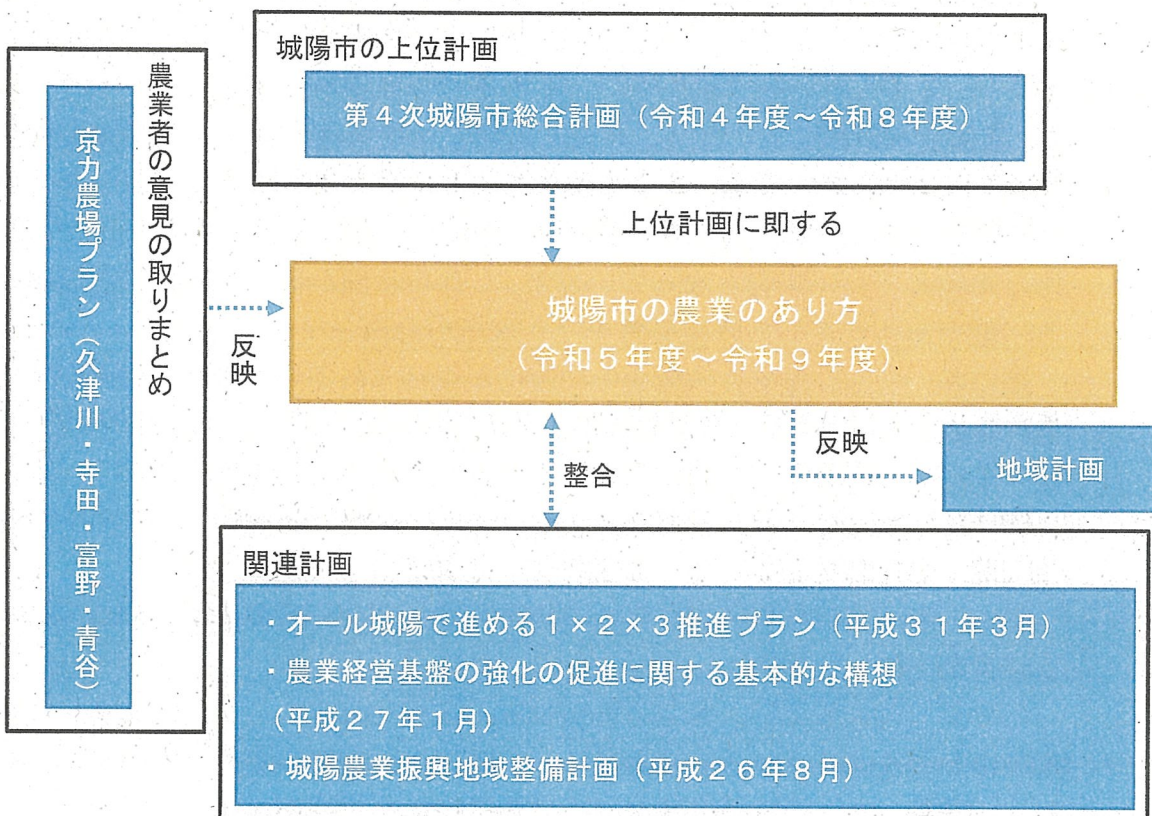 城陽市の上位計画
第４次城陽市総合計画（令和４年度～令和８年度）
農業者の意見の取りまとめ
京力農場プラン（久津川・寺田・富野・青谷）
上位計画に即する
反映
城陽市の農業のあり方
（令和５年度～令和９年度）
整合
反映
地域計画
関連計画
・オール城陽で進める１×２×３推進プラン（平成３１年３月）
・農業経営基盤の強化の促進に関する基本的な構想
（平成２７年１月）
・城陽農業振興地域整備計画（平成２６年８月）